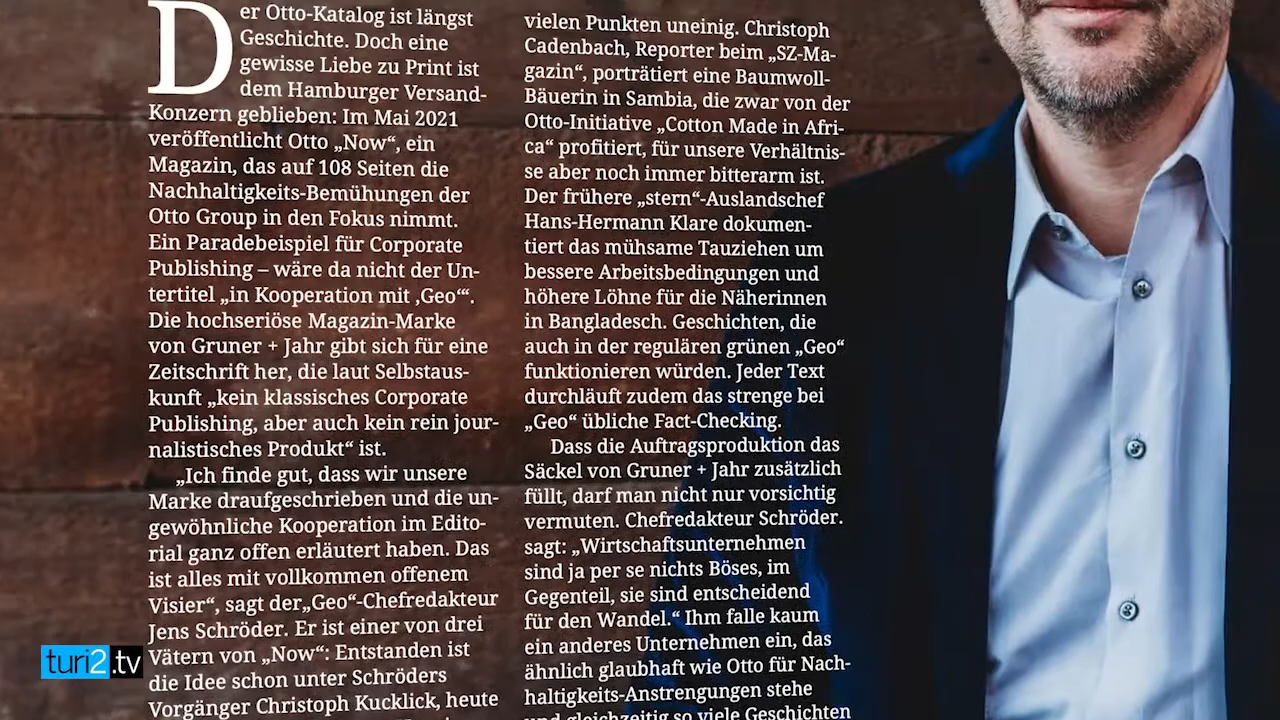 Der Otto-Katalog ist längst
Geschichte. Doch eine
gewisse Liebe zu Print ist
dem Hamburger Versand-
Konzern geblieben: Im Mai 2021
veröffentlicht Otto „Now“, ein
Magazin, das auf 108 Seiten die
Nachhaltigkeits-Bemühungen der
Otto Group in den Fokus nimmt.
Ein Paradebeispiel für Corporate
Publishing – wäre da nicht der Un-
tertitel „in Kooperation mit ‚Geo‘“.
Die hochseriöse Magazin-Marke
von Gruner + Jahr gibt sich für eine
Zeitschrift her, die laut Selbstaus-
kunft „kein klassisches Corporate
Publishing, aber auch kein rein jour-
nalistisches Produkt“ ist.
„Ich finde gut, dass wir unsere
Marke draufgeschrieben und die un-
gewöhnliche Kooperation im Edito-
rial ganz offen erläutert haben. Das
ist alles mit vollkommen offenem
Visier“, sagt der„Geo“-Chefredakteur
Jens Schröder. Er ist einer von drei
Vätern von „Now“: Entstanden ist
die Idee schon unter Schröders
Vorgänger Christoph Kucklick, heute
vielen Punkten uneinig. Christoph
Cadenbach, Reporter beim „SZ-Ma-
gazin“, porträtiert eine Baumwoll-
Bäuerin in Sambia, die zwar von der
Otto-Initiative „Cotton Made in Afri-
ca“ profitiert, für unsere Verhältnis-
se aber noch immer bitterarm ist.
Der frühere „stern“-Auslandschef
Hans-Hermann Klare dokumen-
tiert das mühsame Tauziehen um
bessere Arbeitsbedingungen und
höhere Löhne für die Näherinnen
in Bangladesch. Geschichten, die
auch in der regulären grünen „Geo“
funktionieren würden. Jeder Text
durchläuft zudem das strenge bei
„Geo“ übliche Fact-Checking.
Dass die Auftragsproduktion das
Säckel von Gruner + Jahr zusätzlich
füllt, darf man nicht nur vorsichtig
vermuten. Chefredakteur Schröder.
sagt: „Wirtschaftsunternehmen
sind ja per se nichts Böses, im
Gegenteil, sie sind entscheidend
für den Wandel.“ Ihm falle kaum
ein anderes Unternehmen ein, das
ähnlich glaubhaft wie Otto für Nach-
haltigkeits-Anstrengungen stehe
und gleichzeitig so viele Geschichten
turi2.tv